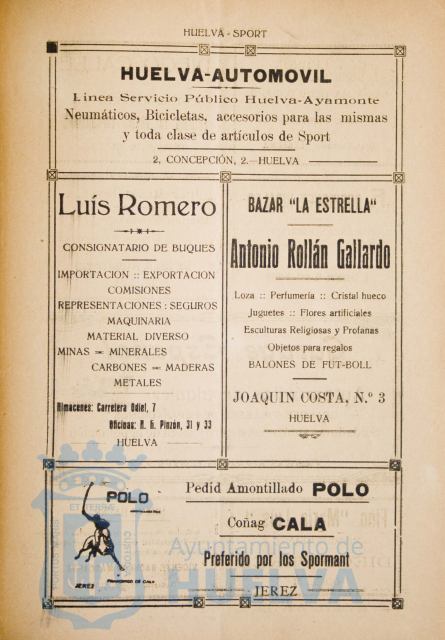 HUELVA - SPORT
HUELVA-AUTOMOVIL
Linea Servicio Público Huelva-Ayamonte
Neumáticos, Bicicletas, accesorios para las mismas
y toda clase de artículos de Sport
2, CONCEPCIÓN, 2.—HUELVA
Luís Romero
CONSIGNATARIO DE BUQUES
IMPORTACION :: EXPORTACION
COMISIONES
REPRESENTACIONES : SEGUROS
MAQUINARIA
MATERIAL DIVERSO
MINAS = MINERALES
CARBONES = MADERAS
METALES
Almacenes: Carretera Odiel, 7
Oficinas: R. G. Pinzón, 31 y 33
HUELVA
BAZAR "LA ESTRELLA"
Antonio Rollán Gallardo
Loza :: Perfumería :: Cristal hueco
Juguetes :: Flores artificiales
Esculturas Religiosas y Profanas
Objetos para regalos
BALONES DE FUT-BOLL
JOAQUIN COSTA, N.º 3
HUELVA
POLO
JEREZ
Pedid Amontillado POLO
Coñag CALA
Preferido por los Spormant
JEREZ
Ayuntamiento de
HUELVA